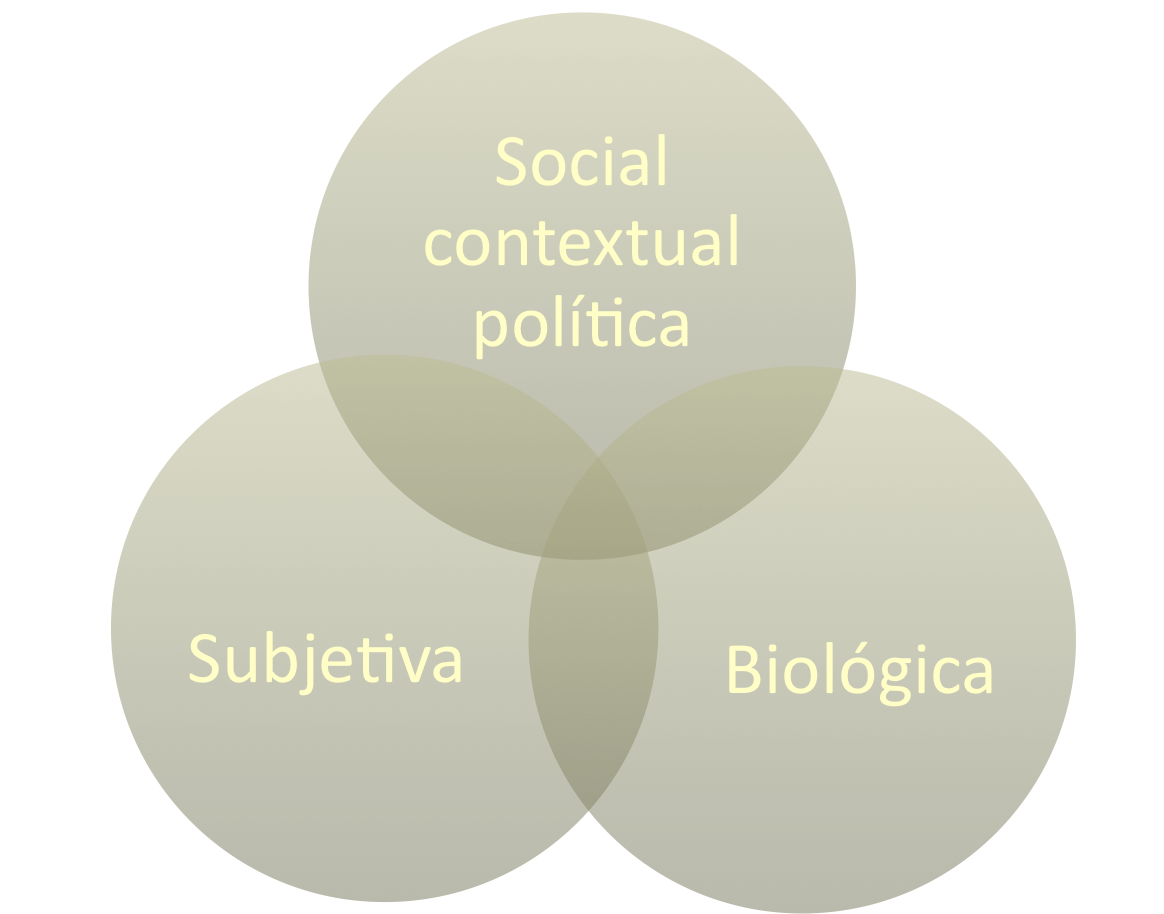 Social
contextual
política
Subjetiva
Biológica